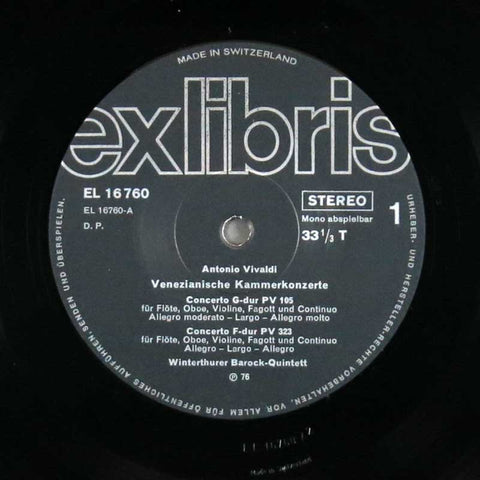 MADE IN SWITZERLAND
exlibris
EL 16760
EL 16760-A
D. P.
STEREO
Mono abspielbar
33 1/3 T
1
Antonio Vivaldi
Venezianische Kammerkonzerte
Concerto G-dur PV 105
für Flöte, Oboe, Violine, Fagott und Continuo
Allegro moderato – Largo – Allegro molto
Concerto F-dur PV 323
für Flöte, Oboe, Violine, Fagott und Continuo
Allegro – Largo – Allegro
Winterthurer Barock-Quintett
℗ 76
URHEBER- UND HERSTELLER-RECHTE VORBEHALTEN. VOR ALLEM FÜR ÖFFENTLICHES AUFFÜHREN, SENDEN UND ÜBERSPIELEN.